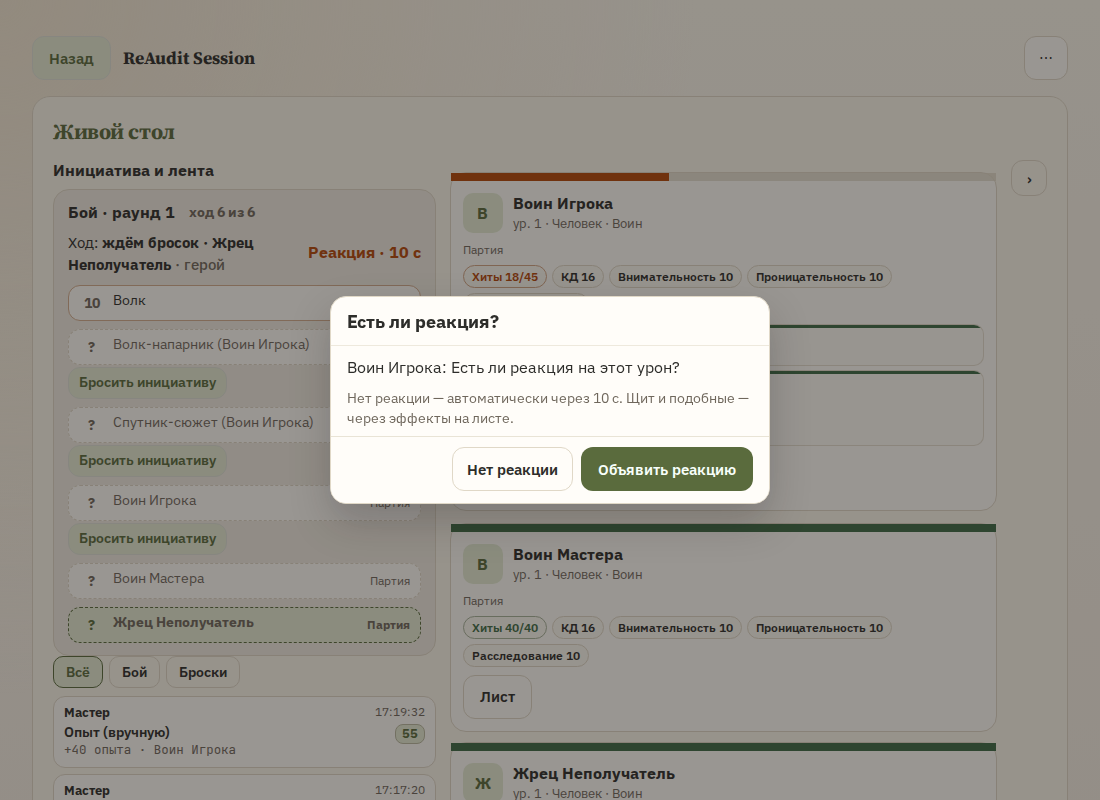 Назад
ReAudit Session
...
Живой стол
Инициатива и лента
Бой · раунд 1 ход 6 из 6
Ход: ждём бросок · Жрец
Неполучатель · герой
Реакция · 10 с
10 Волк
? Волк-напарник (Воин Игрока)
Бросить инициативу
? Спутник-сюжет (Воин Игрока)
Бросить инициативу
? Воин Игрока Партия
Бросить инициативу
? Воин Мастера Партия
? Жрец Неполучатель Партия
Всё Бой Броски
Мастер 17:19:32
Опыт (вручную) 55
+40 опыта · Воин Игрока
Мастер 17:17:20
›
В
Воин Игрока
ур. 1 · Человек · Воин
Партия
Хиты 18/45 КД 16 Внимательность 10 Проницательность 10
Есть ли реакция?
Воин Игрока: Есть ли реакция на этот урон?
Нет реакции — автоматически через 10 с. Щит и подобные —
через эффекты на листе.
Нет реакции Объявить реакцию
В
Воин Мастера
ур. 1 · Человек · Воин
Партия
Хиты 40/40 КД 16 Внимательность 10 Проницательность 10
Расследование 10
Лист
Ж
Жрец Неполучатель
ур. 1 · Человек · Воин